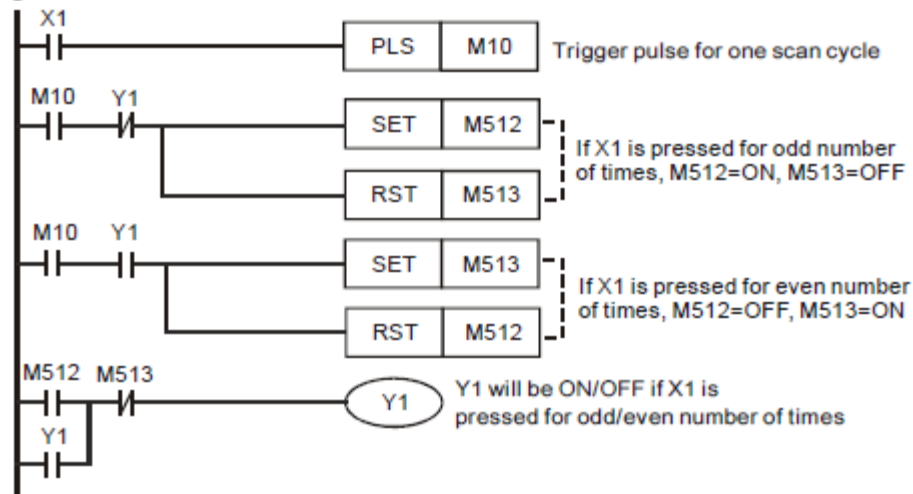 X1
PLS M10 Trigger pulse for one scan cycle
M10 Y1
SET M512
If X1 is pressed for odd number
of times, M512=ON, M513=OFF
RST M513
M10 Y1
SET M513
If X1 is pressed for even number
of times, M512=OFF, M513=ON
RST M512
M512 M513
Y1 Y1 will be ON/OFF if X1 is
pressed for odd/even number of times
Y1